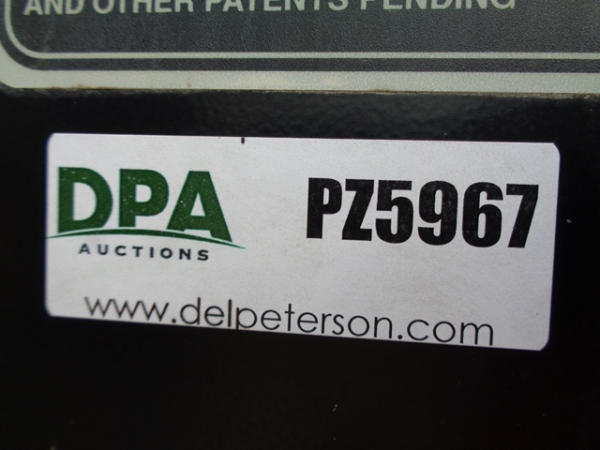 AND OTHER PATENTS PENDING
DPA
AUCTIONS
PZ5967
www.delpeterson.com